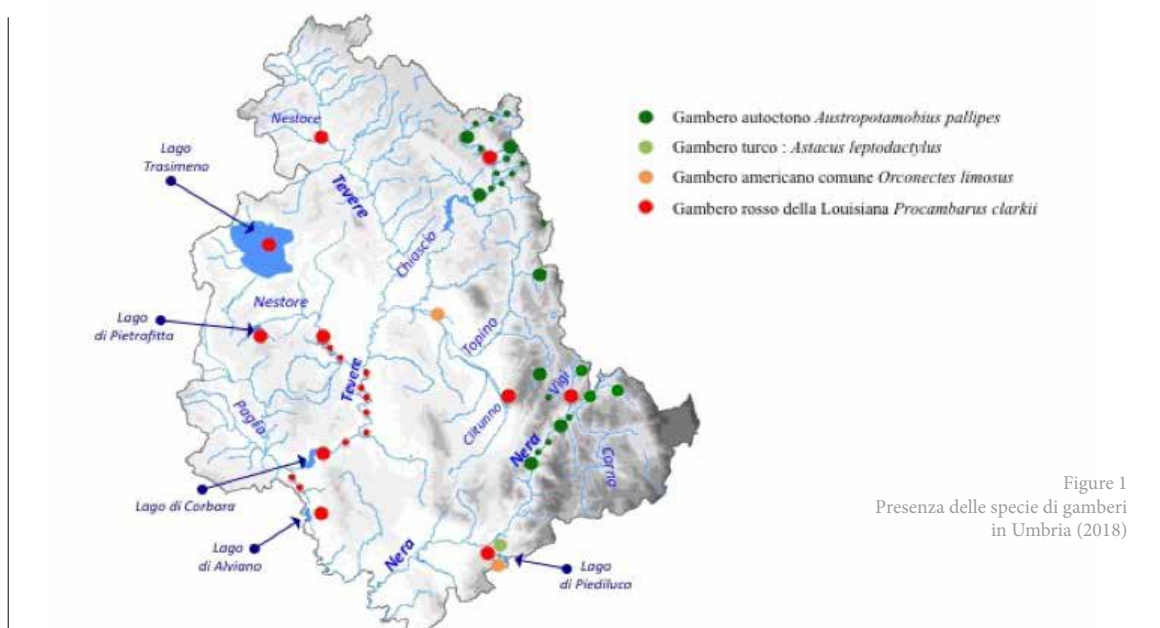 Nestore
Lago
Trasimeno
Tevere
Chiascio
Nestore
Lago
di Pietrafitta
Topino
Tevere
Vigi
Paglia
Clitunno
Nera
Corno
Lago di Corbara
Lago
di Alviano
Nera
Lago
di Piediluco
Gambero autoctono Austropotamobius pallipes
Gambero turco : Astacus leptodactylus
Gambero americano comune Orconectes limosus
Gambero rosso della Louisiana Procambarus clarkii
Figure 1
Presenza delle specie di gamberi
in Umbria (2018)